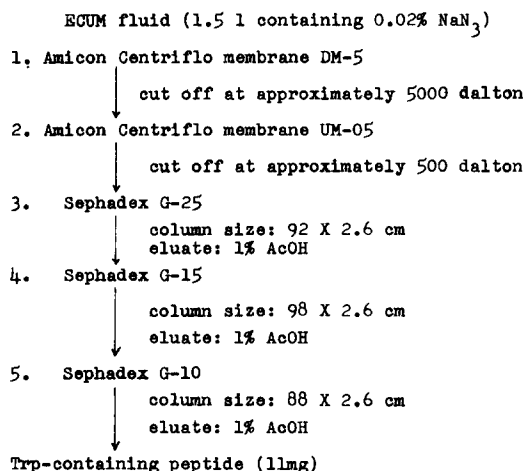 ECUM fluid (1.5 l containing 0.02% NaN3)
1. Amicon Centriflo membrane DM-5
cut off at approximately 5000 dalton
2. Amicon Centriflo membrane UM-05
cut off at approximately 500 dalton
3. Sephadex G-25
column size: 92 X 2.6 cm
eluate: 1% AcOH
4. Sephadex G-15
column size: 98 X 2.6 cm
eluate: 1% AcOH
5. Sephadex G-10
column size: 88 X 2.6 cm
eluate: 1% AcOH
Trp-containing peptide (11mg)